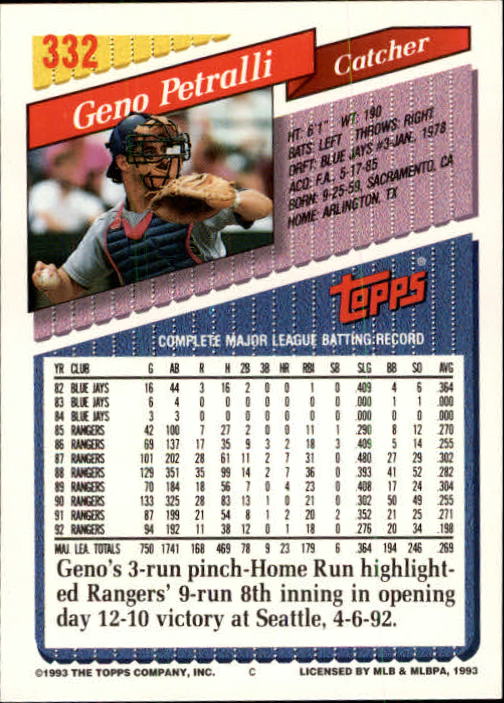 332
Geno Petralli
Catcher
HT: 6'1" WT: 190
BATS: LEFT THROWS: RIGHT
DRFT: BLUE JAYS #3-JAN., 1978
ACQ: F.A., 5-17-85
BORN: 9-25-59, SACRAMENTO, CA
HOME: ARLINGTON, TX
Topps®
COMPLETE MAJOR LEAGUE BATTING RECORD
YR CLUB G AB R H 2B 3B HR RBI SB SLG BB SO AVG
82 BLUE JAYS 16 44 3 16 2 0 0 1 0 .409 4 6 .364
83 BLUE JAYS 6 4 0 0 0 0 0 0 0 .000 1 1 .000
84 BLUE JAYS 3 3 0 0 0 0 0 0 0 .000 0 0 .000
85 RANGERS 42 100 7 27 2 0 0 11 1 .290 8 12 .270
86 RANGERS 69 137 17 35 9 3 2 18 3 .409 5 14 .255
87 RANGERS 101 202 28 61 11 2 7 31 0 .480 27 29 .302
88 RANGERS 129 351 35 99 14 2 7 36 0 .393 41 52 .282
89 RANGERS 70 184 18 56 7 0 4 23 0 .408 17 24 .304
90 RANGERS 133 325 28 83 13 1 0 21 0 .302 50 49 .255
91 RANGERS 87 199 21 54 8 1 2 20 2 .352 21 25 .271
92 RANGERS 94 192 11 38 12 0 1 18 0 .276 20 34 .198
MAJ. LEA. TOTALS 750 1741 168 469 78 9 23 179 6 .364 194 246 .269
Geno's 3-run pinch-Home Run highlight-
ed Rangers' 9-run 8th inning in opening
day 12-10 victory at Seattle, 4-6-92.
©1993 THE TOPPS COMPANY, INC. C LICENSED BY MLB & MLBPA, 1993